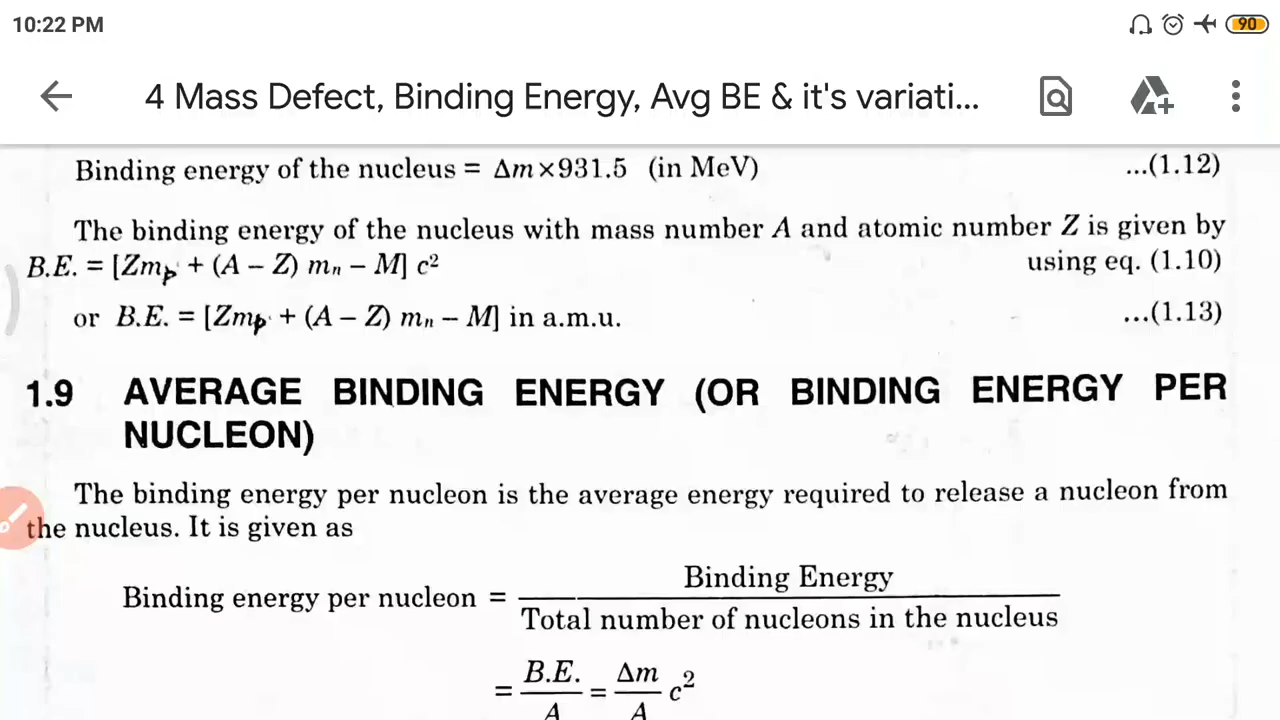 10:22 PM
90
4 Mass Defect, Binding Energy, Avg BE & it's variati...
Binding energy of the nucleus = Δm×931.5 (in MeV) ...(1.12)
The binding energy of the nucleus with mass number A and atomic number Z is given by
B.E. = [Zmₚ + (A – Z) mₙ – M] c² using eq. (1.10)
or B.E. = [Zmₚ + (A – Z) mₙ – M] in a.m.u. ...(1.13)
1.9 AVERAGE BINDING ENERGY (OR BINDING ENERGY PER
NUCLEON)
The binding energy per nucleon is the average energy required to release a nucleon from
the nucleus. It is given as
Binding energy per nucleon = Binding Energy / Total number of nucleons in the nucleus
= B.E. / A = Δm / A c²